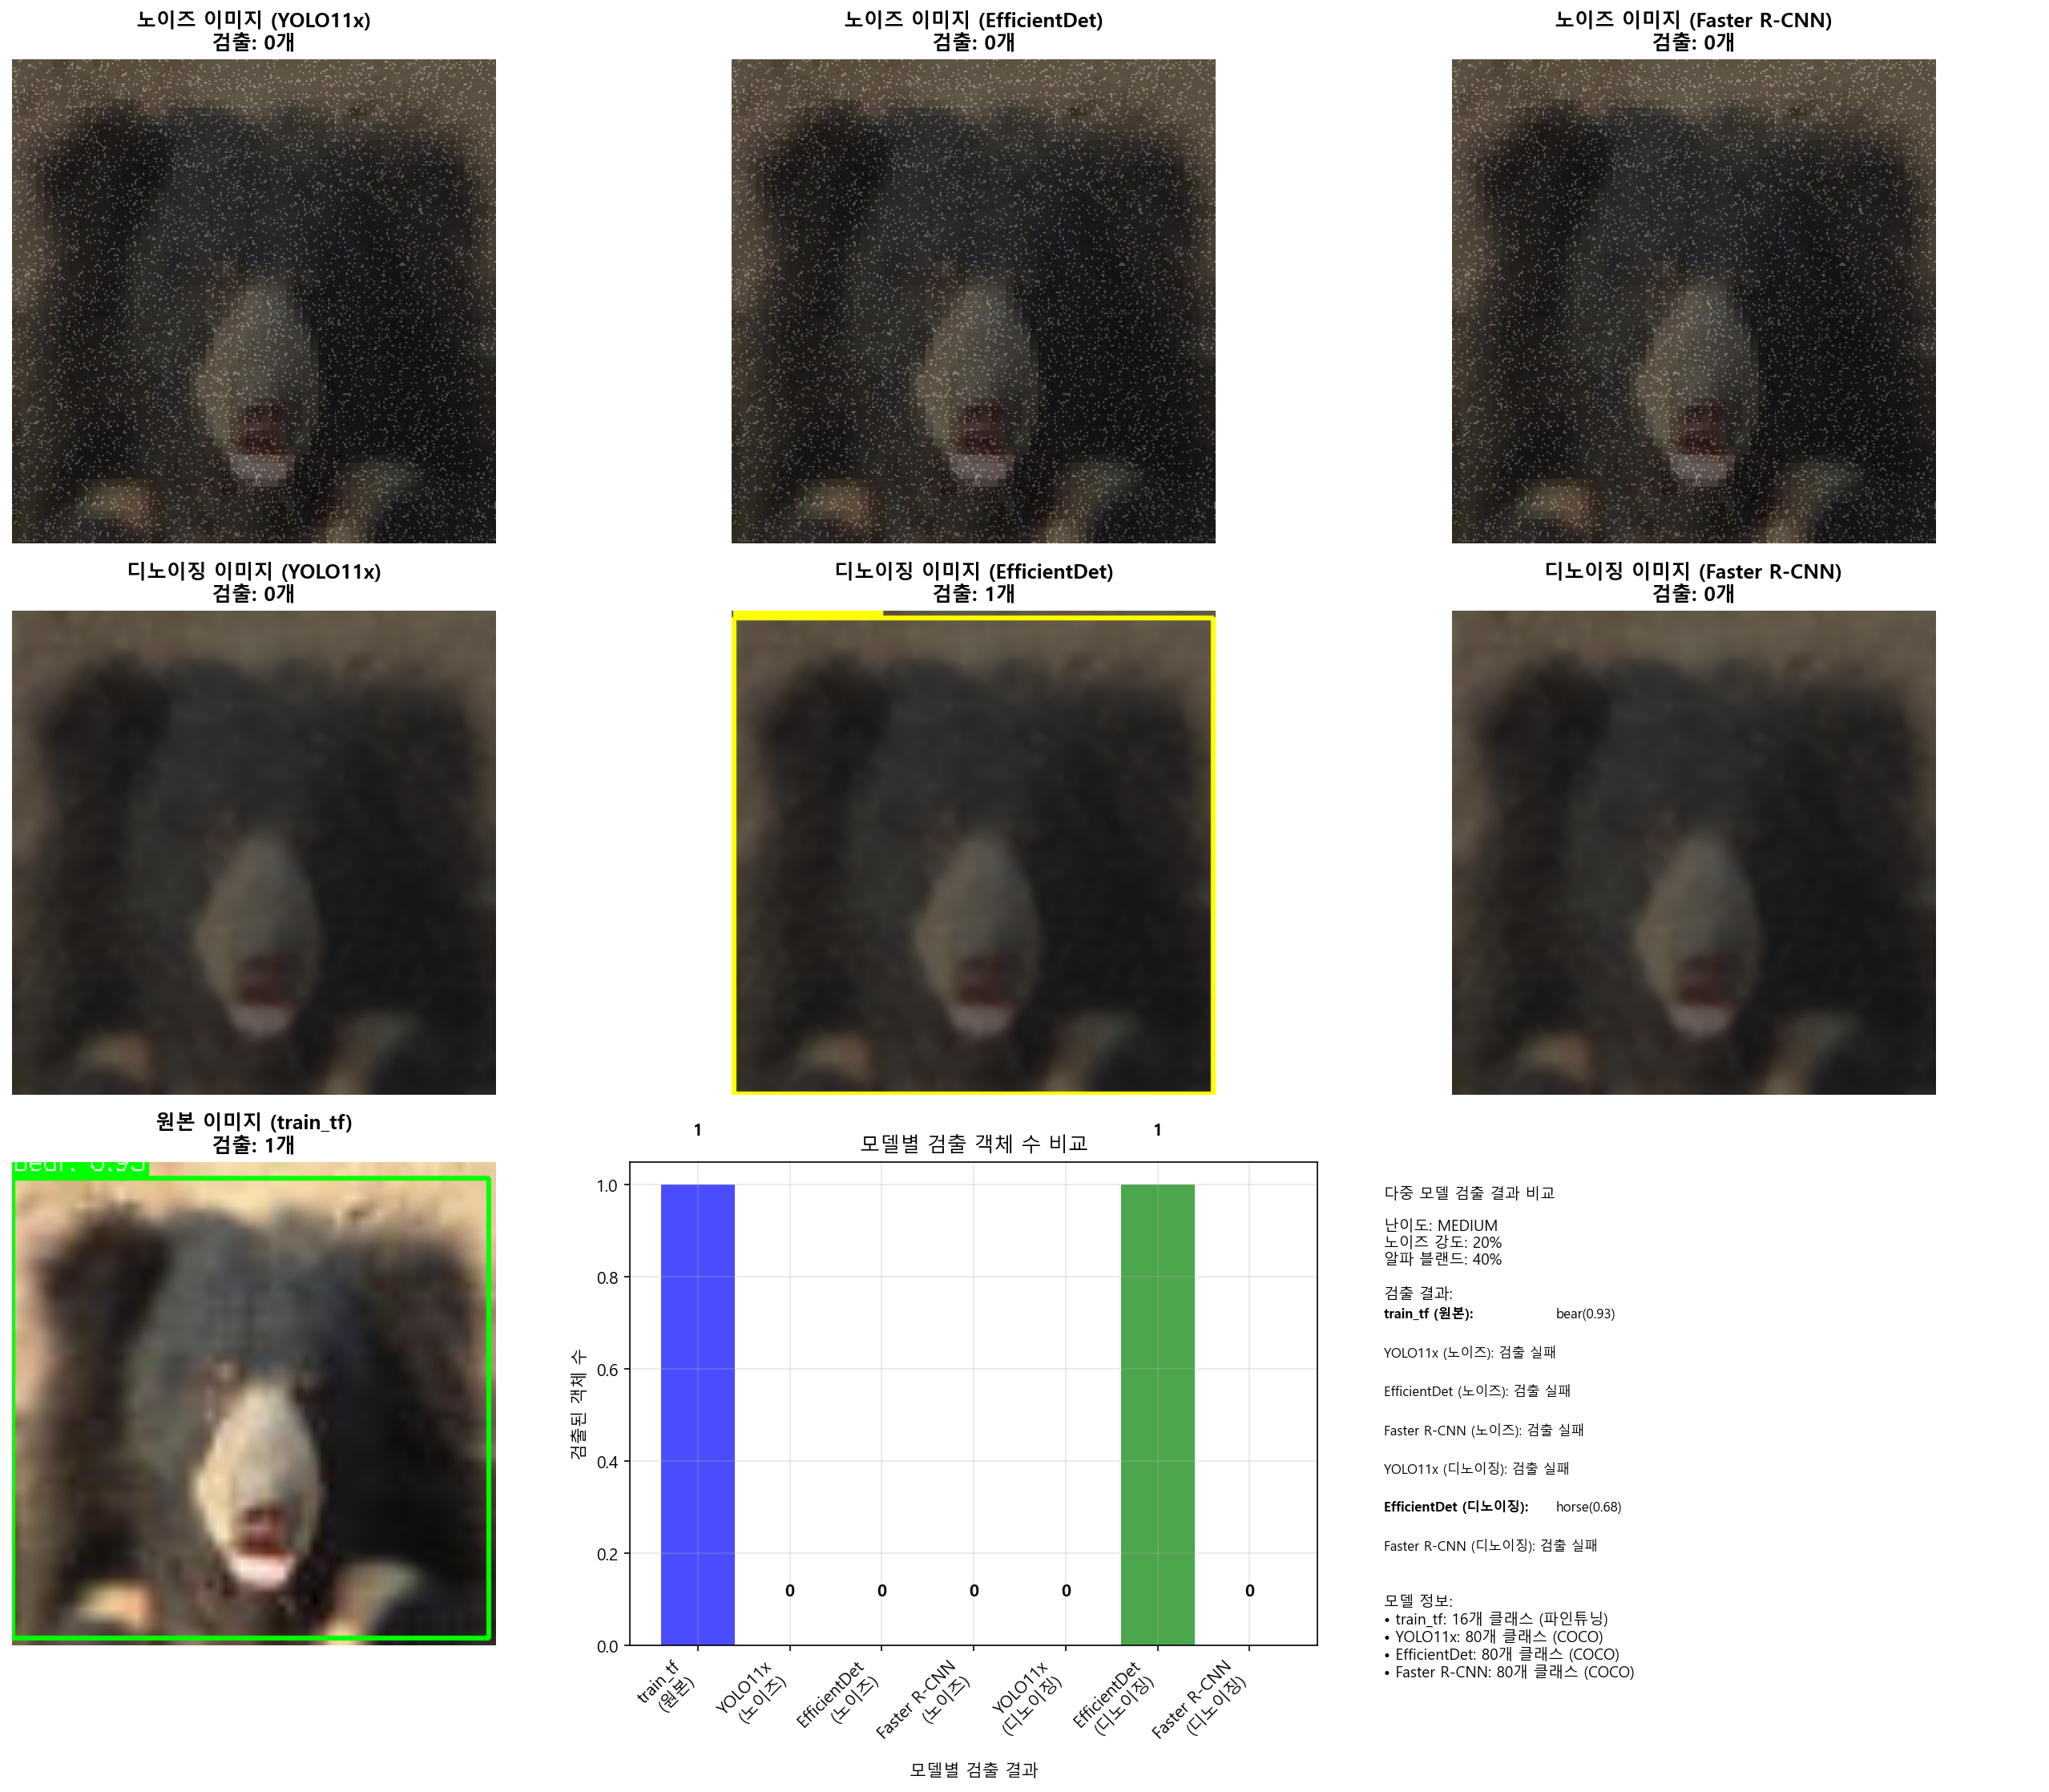 노이즈 이미지 (YOLO11x)
검출: 0개
노이즈 이미지 (EfficientDet)
검출: 0개
노이즈 이미지 (Faster R-CNN)
검출: 0개
디노이징 이미지 (YOLO11x)
검출: 0개
디노이징 이미지 (EfficientDet)
검출: 1개
디노이징 이미지 (Faster R-CNN)
검출: 0개
원본 이미지 (train_tf)
검출: 1개
bear: 0.93
모델별 검출 객체 수 비교
1
1
검출된 객체 수
1.0
0.8
0.6
0.4
0.2
0.0
0
0
0
0
0
train_tf
(원본)
YOLO11x
(노이즈)
EfficientDet
(노이즈)
Faster R-CNN
(노이즈)
YOLO11x
(디노이징)
EfficientDet
(디노이징)
Faster R-CNN
(디노이징)
모델별 검출 결과
다중 모델 검출 결과 비교
난이도: MEDIUM
노이즈 강도: 20%
알파 블랜드: 40%
검출 결과:
train_tf (원본): bear(0.93)
YOLO11x (노이즈): 검출 실패
EfficientDet (노이즈): 검출 실패
Faster R-CNN (노이즈): 검출 실패
YOLO11x (디노이징): 검출 실패
EfficientDet (디노이징): horse(0.68)
Faster R-CNN (디노이징): 검출 실패
모델 정보:
• train_tf: 16개 클래스 (파인튜닝)
• YOLO11x: 80개 클래스 (COCO)
• EfficientDet: 80개 클래스 (COCO)
• Faster R-CNN: 80개 클래스 (COCO)